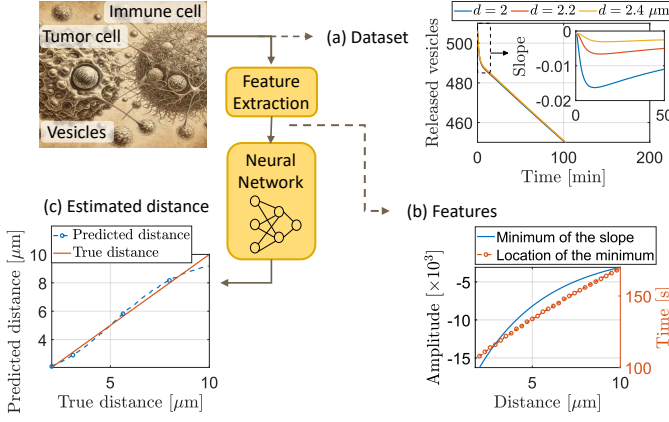 Immune cell
Tumor cell
Vesicles
(a) Dataset
Feature
Extraction
Neural
Network
d = 2 d = 2.2 d = 2.4 μm
Released vesicles
500
480
460
0 100 200
Time [min]
Slope
0
-0.01
-0.02
0 50
(b) Features
Minimum of the slope
Location of the minimum
Amplitude [×10³)
-5
-10
-15
5 10
Distance [μm]
150
100
Time [s]
(c) Estimated distance
Predicted distance
True distance
Predicted distance [μm]
10
8
6
4
5 10
True distance [μm]